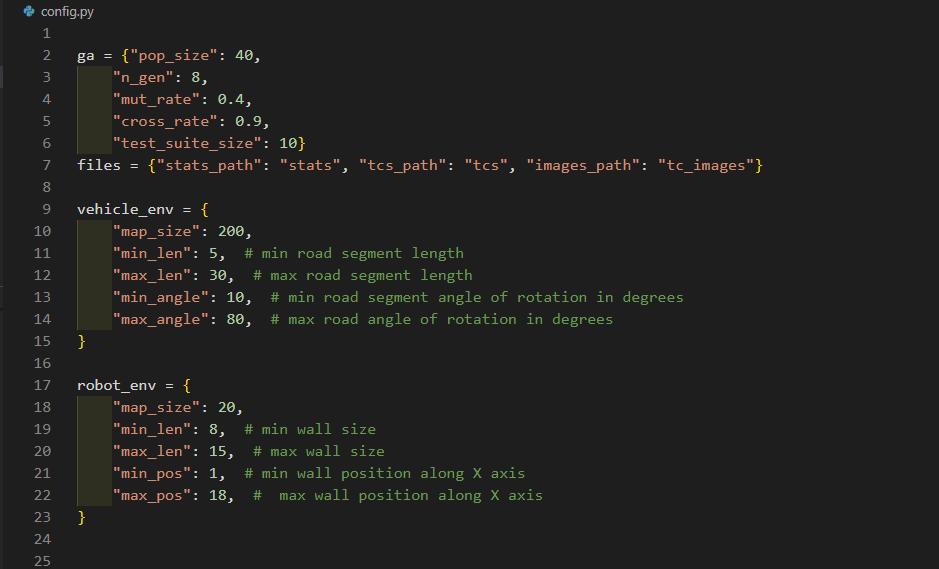 config.py
1
2 ga = {"pop_size": 40,
3     "n_gen": 8,
4     "mut_rate": 0.4,
5     "cross_rate": 0.9,
6     "test_suite_size": 10}
7 files = {"stats_path": "stats", "tcs_path": "tcs", "images_path": "tc_images"}
8
9 vehicle_env = {
10     "map_size": 200,
11     "min_len": 5,  # min road segment length
12     "max_len": 30,  # max road segment length
13     "min_angle": 10,  # min road segment angle of rotation in degrees
14     "max_angle": 80,  # max road angle of rotation in degrees
15 }
16
17 robot_env = {
18     "map_size": 20,
19     "min_len": 8,  # min wall size
20     "max_len": 15,  # max wall size
21     "min_pos": 1,  # min wall position along X axis
22     "max_pos": 18,  #  max wall position along X axis
23 }
24
25